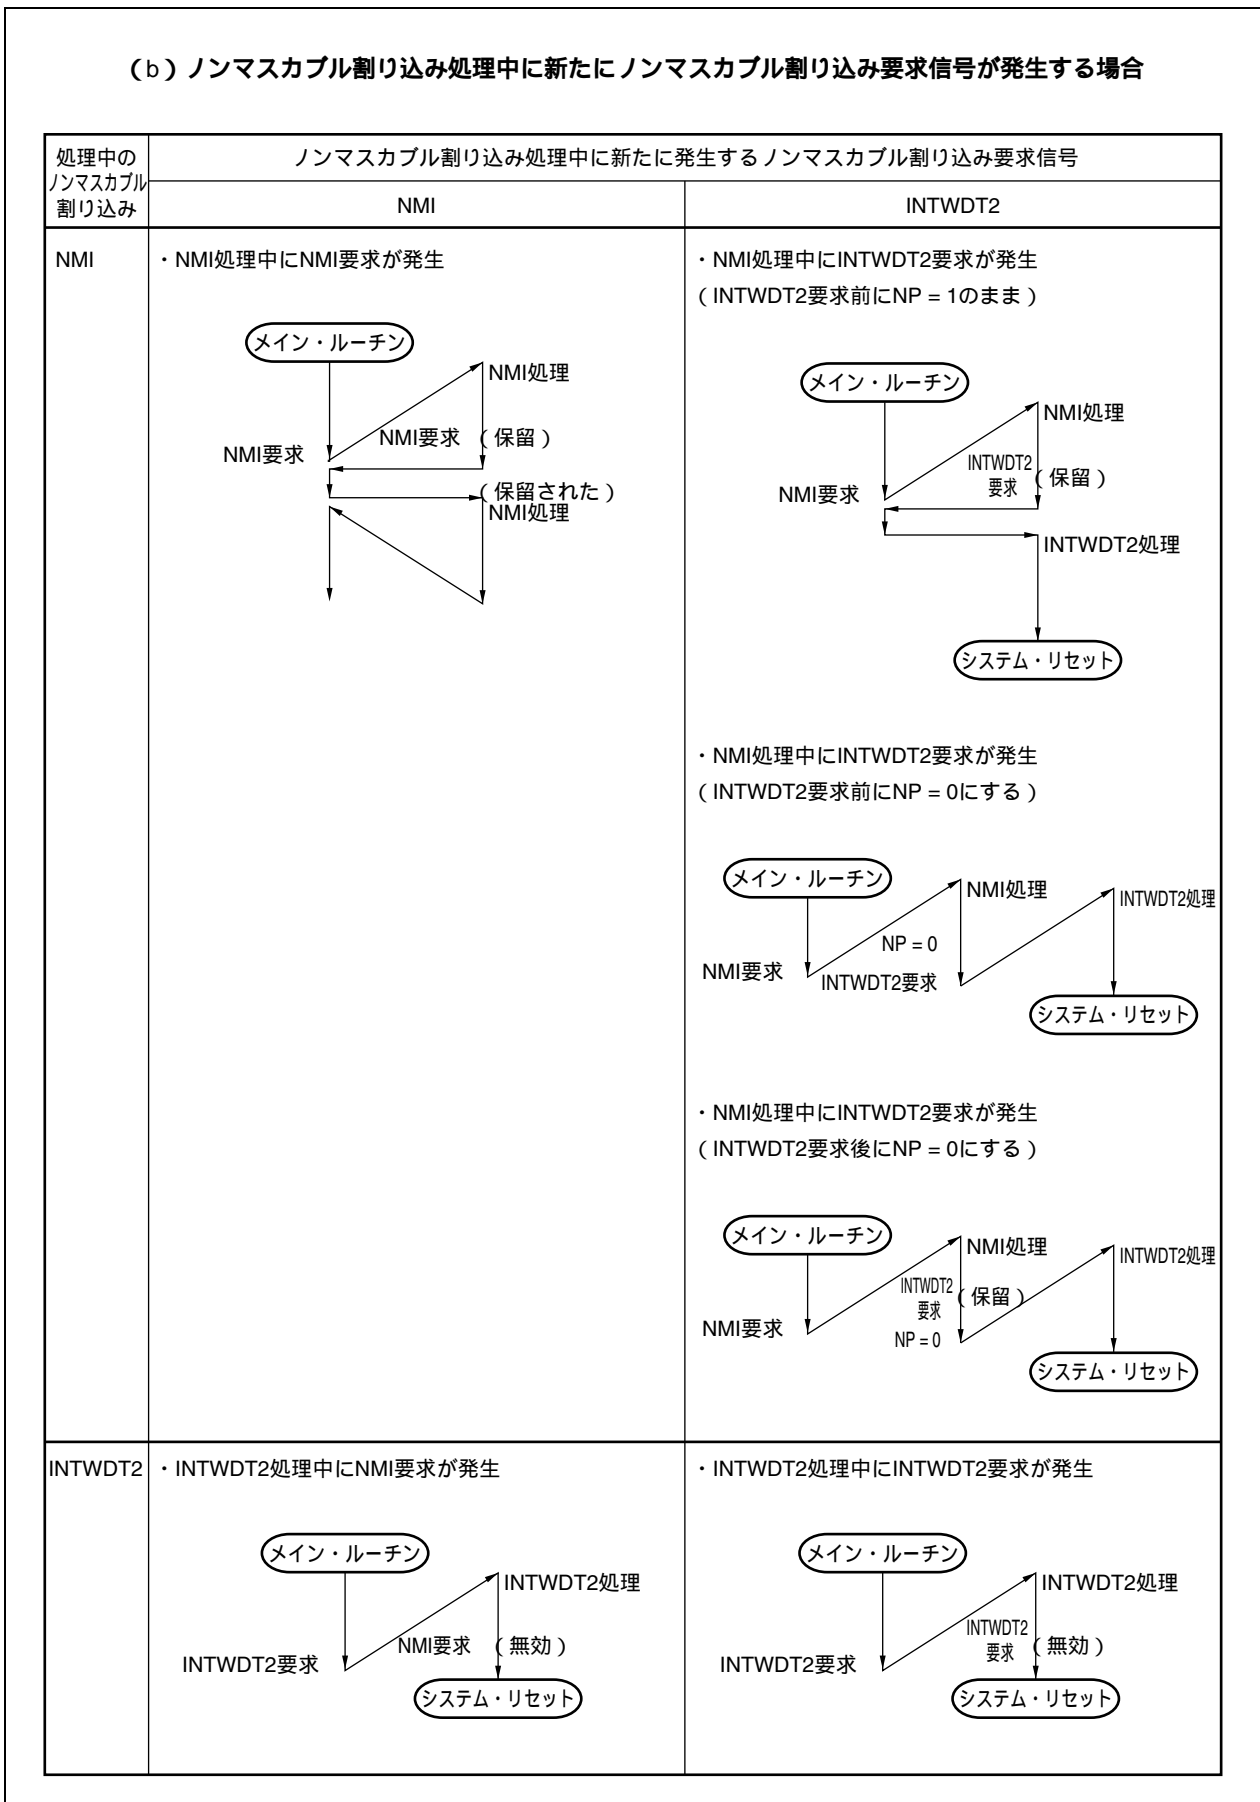 （b）ノンマスカブル割り込み処理中に新たにノンマスカブル割り込み要求信号が発生する場合
処理中の
ノンマスカブル
割り込み
ノンマスカブル割り込み処理中に新たに発生するノンマスカブル割り込み要求信号
NMI
INTWDT2
NMI
・NMI処理中にNMI要求が発生
メイン・ルーチン
NMI処理
NMI要求
NMI要求
（保留）
（保留された）
NMI処理
・NMI処理中にINTWDT2要求が発生
（INTWDT2要求前にNP = 1のまま）
メイン・ルーチン
NMI処理
INTWDT2
要求
（保留）
NMI要求
INTWDT2処理
システム・リセット
・NMI処理中にINTWDT2要求が発生
（INTWDT2要求前にNP = 0にする）
メイン・ルーチン
NMI処理
INTWDT2処理
NP = 0
NMI要求
INTWDT2要求
システム・リセット
・NMI処理中にINTWDT2要求が発生
（INTWDT2要求後にNP = 0にする）
メイン・ルーチン
NMI処理
INTWDT2処理
INTWDT2
要求
（保留）
NMI要求
NP = 0
システム・リセット
INTWDT2
・INTWDT2処理中にNMI要求が発生
メイン・ルーチン
INTWDT2処理
NMI要求
（無効）
INTWDT2要求
システム・リセット
・INTWDT2処理中にINTWDT2要求が発生
メイン・ルーチン
INTWDT2処理
INTWDT2
要求
（無効）
INTWDT2要求
システム・リセット